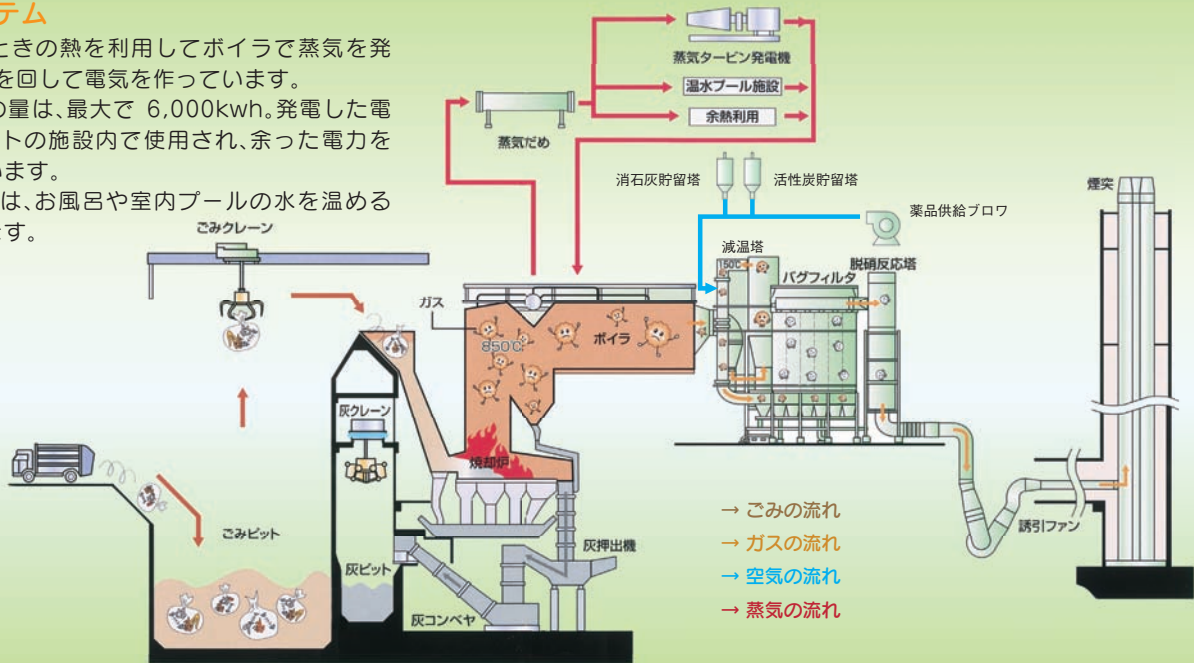 テム
ときの熱を利用してボイラで蒸気を発
を回して電気を作っています。
の量は、最大で 6,000kwh。発電した電
トの施設内で使用され、余った電力を
います。
は、お風呂や室内プールの水を温める
す。
蒸気タービン発電機
温水プール施設
余熱利用
蒸気だめ
消石灰貯留塔
活性炭貯留塔
薬品供給ブロワ
煙突
ごみクレーン
減温塔
150℃
バグフィルタ
脱硝反応塔
ガス
850℃
ボイラ
灰クレーン
焼却炉
ごみピット
灰ピット
灰押出機
灰コンベヤ
誘引ファン
→ ごみの流れ
→ ガスの流れ
→ 空気の流れ
→ 蒸気の流れ